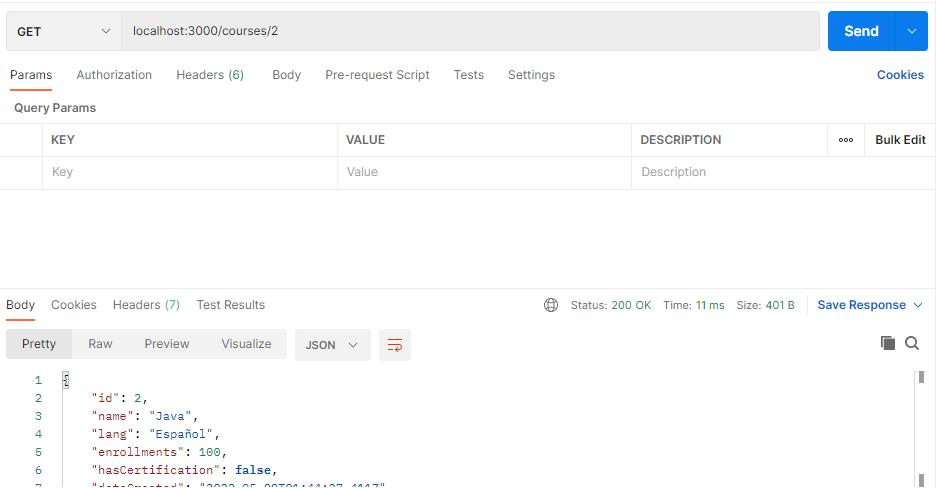 GET localhost:3000/courses/2 Send
Params Authorization Headers (6) Body Pre-request Script Tests Settings Cookies
Query Params
KEY VALUE DESCRIPTION Bulk Edit
Key Value Description
Body Cookies Headers (7) Test Results Status: 200 OK Time: 11 ms Size: 401 B Save Response
Pretty Raw Preview Visualize JSON
1 {
2 "id": 2,
3 "name": "Java",
4 "lang": "Español",
5 "enrollments": 100,
6 "hasCertification": false,